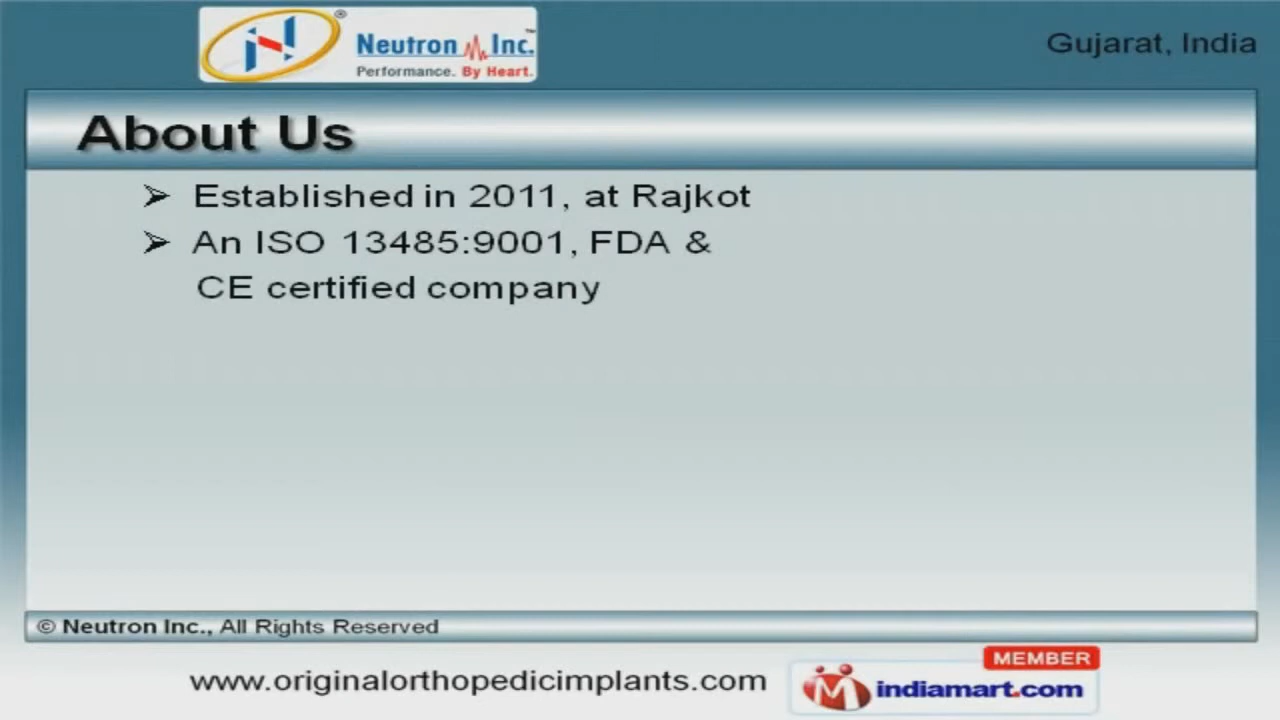 Neutron Inc.™
Performance. By Heart.
®
Gujarat, India
About Us
➢ Established in 2011, at Rajkot
➢ An ISO 13485:9001, FDA &
CE certified company
© Neutron Inc., All Rights Reserved
www.originalorthopedicimplants.com
MEMBER
indiamart.com